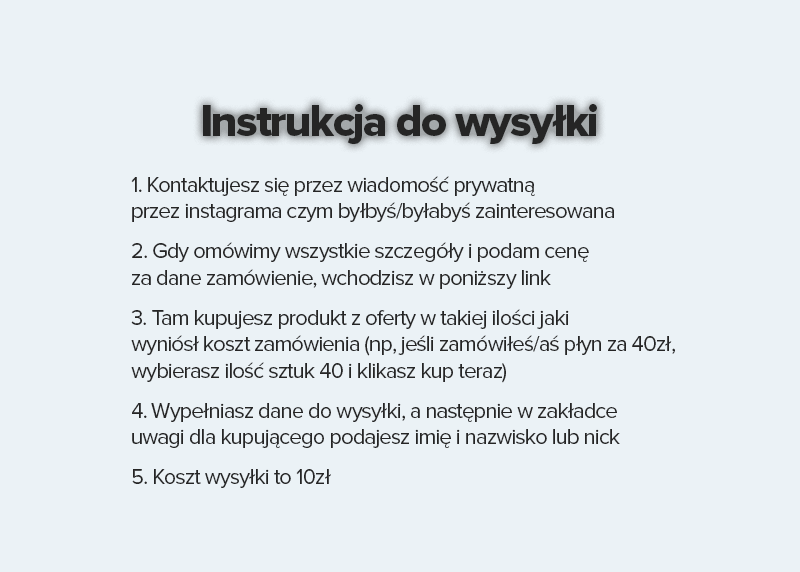 Instrukcja do wysyłki
1. Kontaktujesz się przez wiadomość prywatną
przez instagrama czym byłbyś/byłabyś zainteresowana
2. Gdy omówimy wszystkie szczegóły i podam cenę
za dane zamówienie, wchodzisz w poniższy link
3. Tam kupujesz produkt z oferty w takiej ilości jaki
wyniósł koszt zamówienia (np, jeśli zamówiłeś/aś płyn za 40zł,
wybierasz ilość sztuk 40 i klikasz kup teraz)
4. Wypełniasz dane do wysyłki, a następnie w zakładce
uwagi dla kupującego podajesz imię i nazwisko lub nick
5. Koszt wysyłki to 10zł